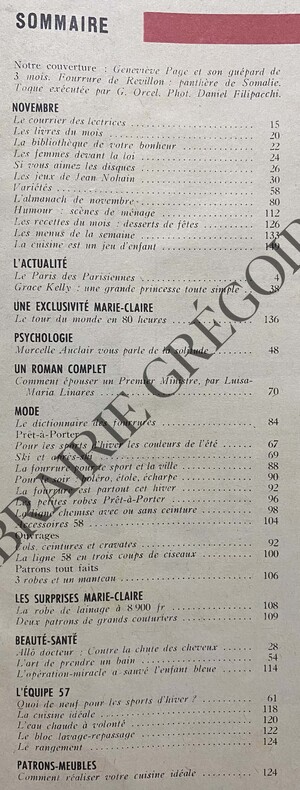 SOMMAIRE
Notre couverture : Geneviève Page et son guépard de
3 mois. Fourrure de Révillon : panthère de Somalie.
Toque exécutée par G. Orcel. Phot. Daniel Filipacchi.
NOVEMBRE
Le courrier des lectrices 15
Les livres du mois 20
La bibliothèque de votre bonheur 22
Les femmes devant la loi 24
Si vous aimez les disques 26
Les jeux de Jean Nohain 30
Variétés 58
L'almanach de novembre 80
Humour : scènes de ménage 112
Les recettes du mois : desserts de fêtes 126
Les menus de la semaine 133
La cuisine est un jeu d'enfant 149
L'ACTUALITÉ
Le Paris des Parisiennes 4
Grace Kelly : une grande princesse toute simple 38
UNE EXCLUSIVITÉ MARIE-CLAIRE
Le tour du monde en 80 heures 136
PSYCHOLOGIE
Marcelle Auclair vous parle de la solitude 48
UN ROMAN COMPLET
Comment épouser un Premier Ministre, par Luisa-
Maria Linares 70
MODE
Le dictionnaire des fourrures 84
Prêt-à-Porter
Pour les sports d'hiver les couleurs de l'été 67
Ski et après-ski 69
La fourrure sport et la ville 88
Pour le soir, boléro, étole, écharpe 90
La fourrure est partout cet hiver 92
petites robes Prêt-à-Porter 96
chemise avec ou sans ceinture 98
Accessoires 58 104
Ouvrages
Cols, ceintures et cravates 92
La ligne 58 en trois coups de ciseaux 100
Patrons tout faits
3 robes et un manteau 106
LES SURPRISES MARIE-CLAIRE
La robe de lainage à 8 900 fr 108
Deux patrons de grands couturiers 109
BEAUTÉ-SANTÉ
Allô docteur : Contre la chute des cheveux 28
L'art de prendre un bain 54
L'opération-miracle a sauvé l'enfant bleue 114
L'ÉQUIPE 57
Quoi de neuf pour les sports d'hiver ? 61
La cuisine idéale 118
L'eau chaude à volonté 120
Le bloc lavage-repassage 122
Le rangement 124
PATRONS-MEUBLES
Comment réaliser votre cuisine idéale 124
LIBRAIRIE GRÉGOIRE